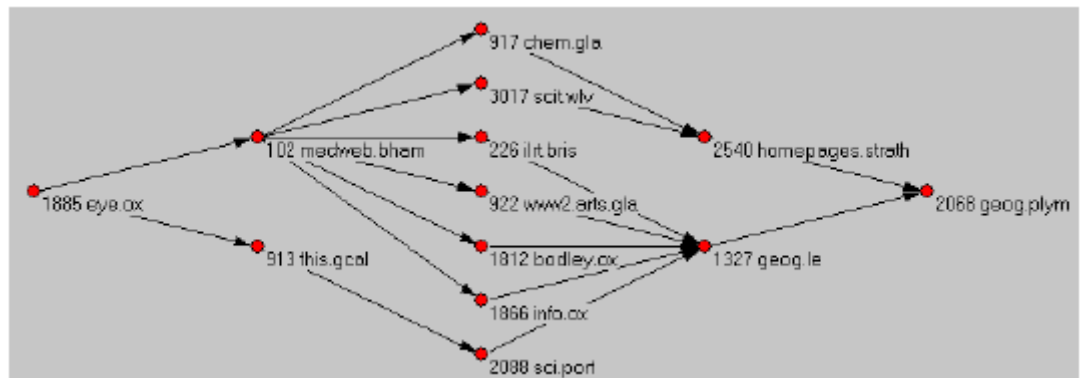 917 chem.gla
3017 scit.wlv
102 medweb.bham
226 ilrt.bris
2540 homepages.strath
1885 eye.ox
922 www2.arts.gla
2068 geog.plym
913 this.gcal
1812 bodley.ox
1327 geog.le
1866 info.ox
2088 sci.port